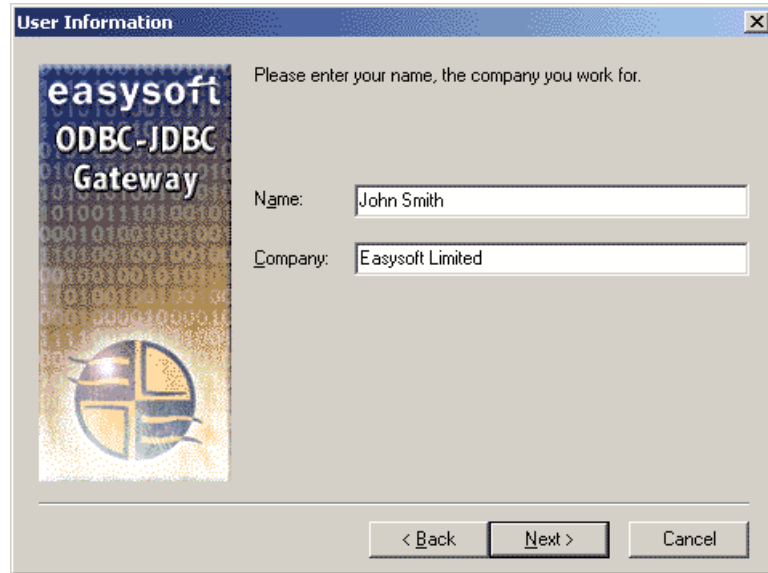 User Information
easysoft
ODBC-JDBC
Gateway
Please enter your name, the company you work for.
Name: John Smith
Company: Easysoft Limited
< Back Next > Cancel